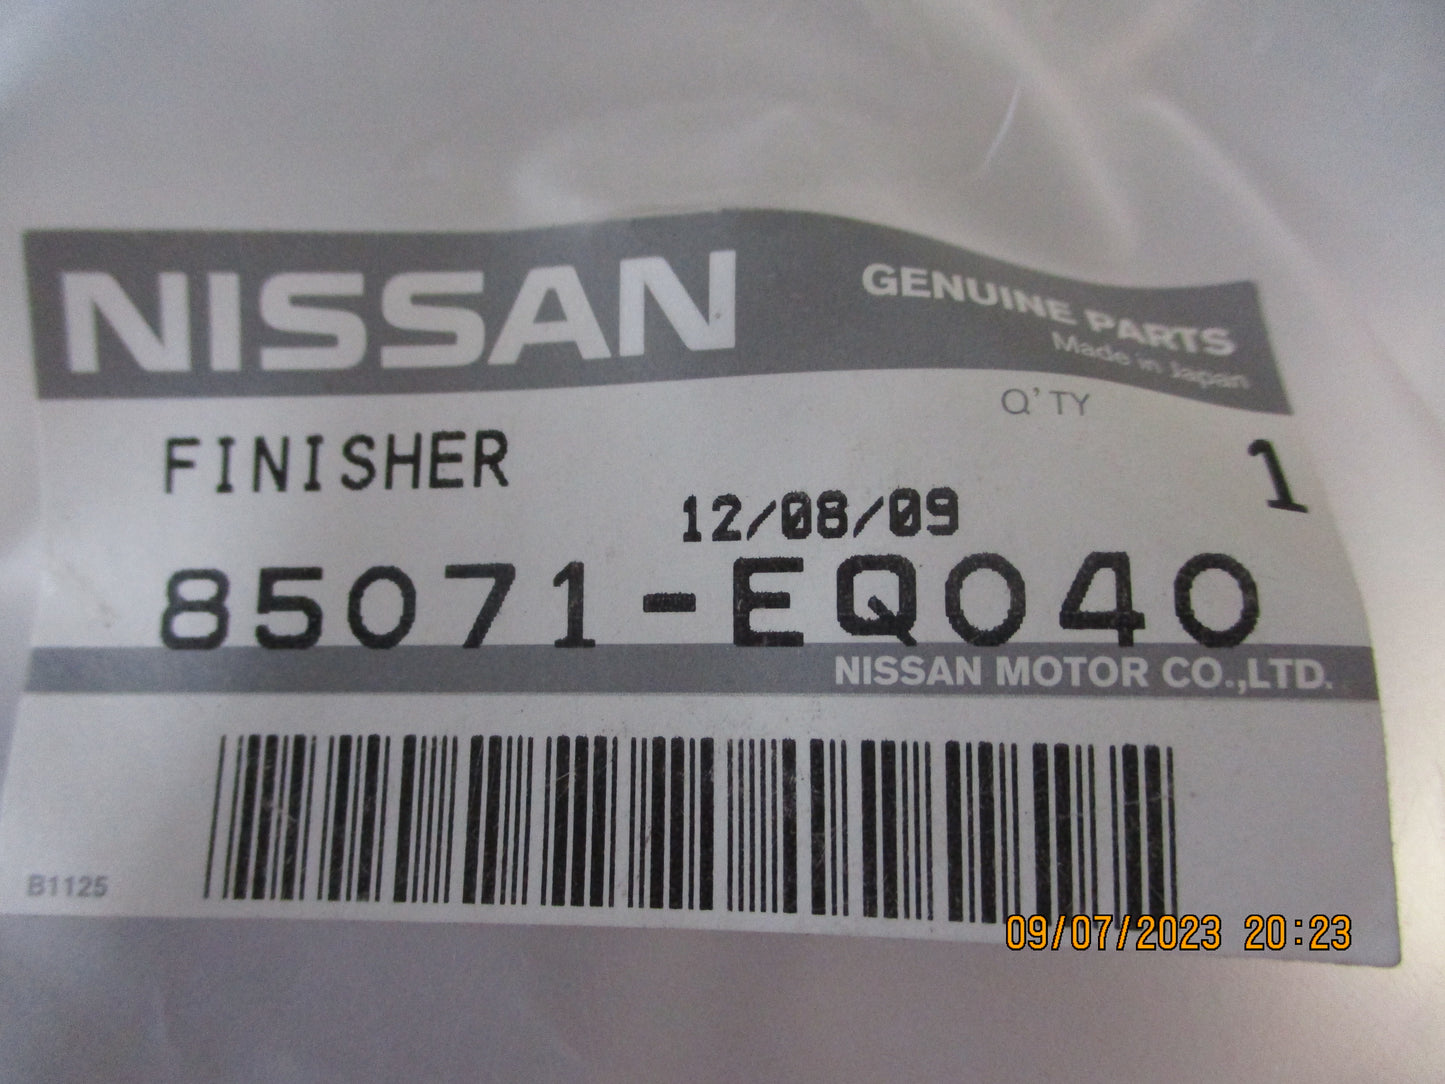 NISSAN
GENUINE PARTS
Made in Japan
Q'TY
FINISHER
1
12/08/09
85071-EQ040
NISSAN MOTOR CO.,LTD.
B1125
09/07/2023 20:23